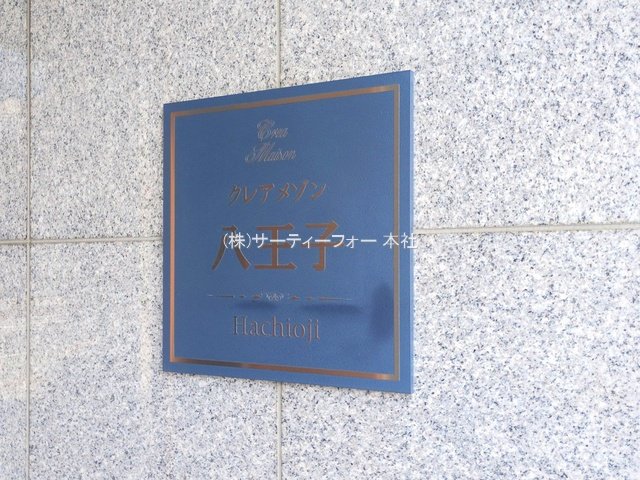 Crea
Maison
クレアメゾン
八王子
(株)サーティーフォー 本社
Hachioji